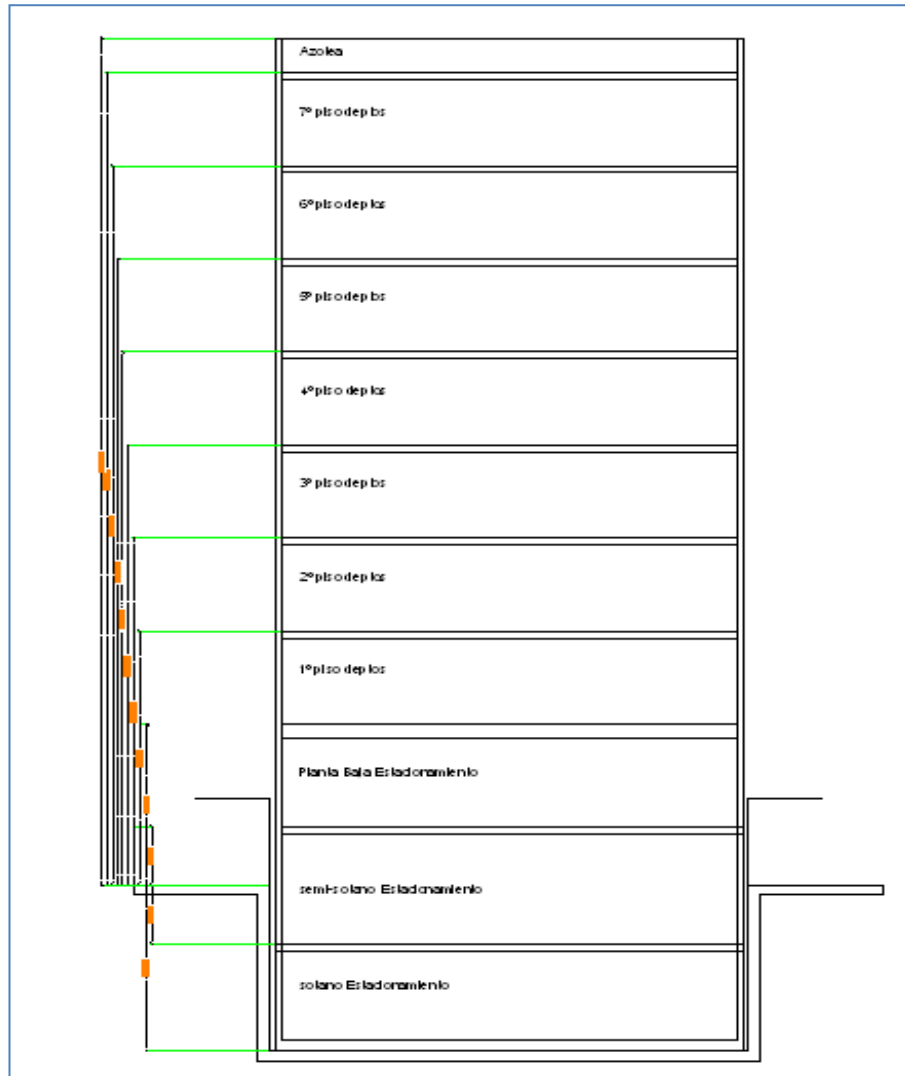 Azotea
7º piso deptos
6º piso deptos
5º piso deptos
4º piso deptos
3º piso deptos
2º piso deptos
1º piso deptos
Planta Baja Estacionamiento
semi-sotano Estacionamiento
sotano Estacionamiento